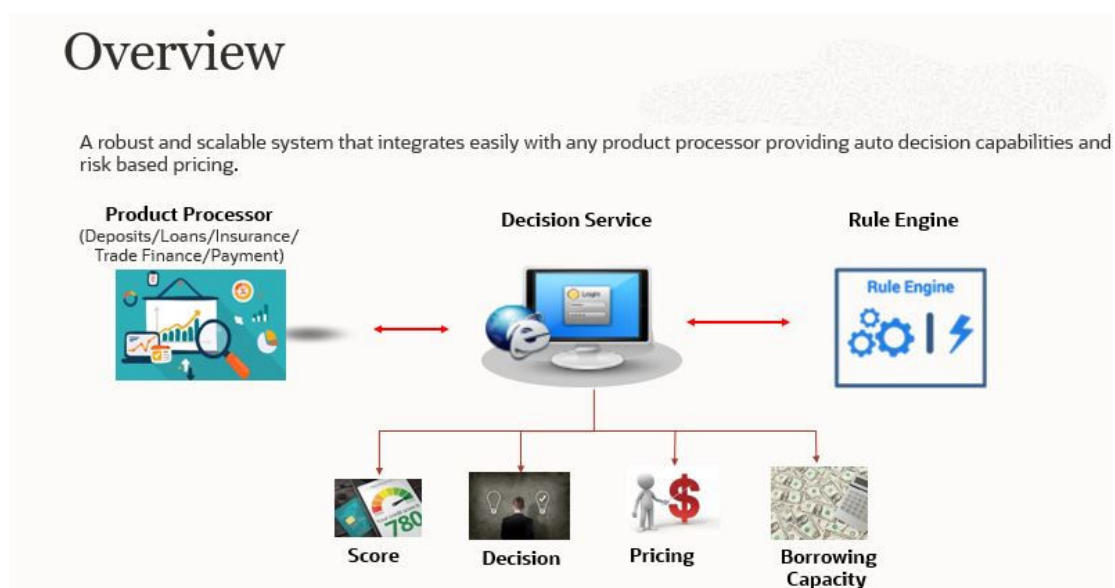 Overview
A robust and scalable system that integrates easily with any product processor providing auto decision capabilities and
risk based pricing.
Product Processor
(Deposits/Loans/Insurance/
Trade Finance/Payment)
Decision Service
Rule Engine
Login
Rule Engine
780
Score
Decision
Pricing
Borrowing
Capacity